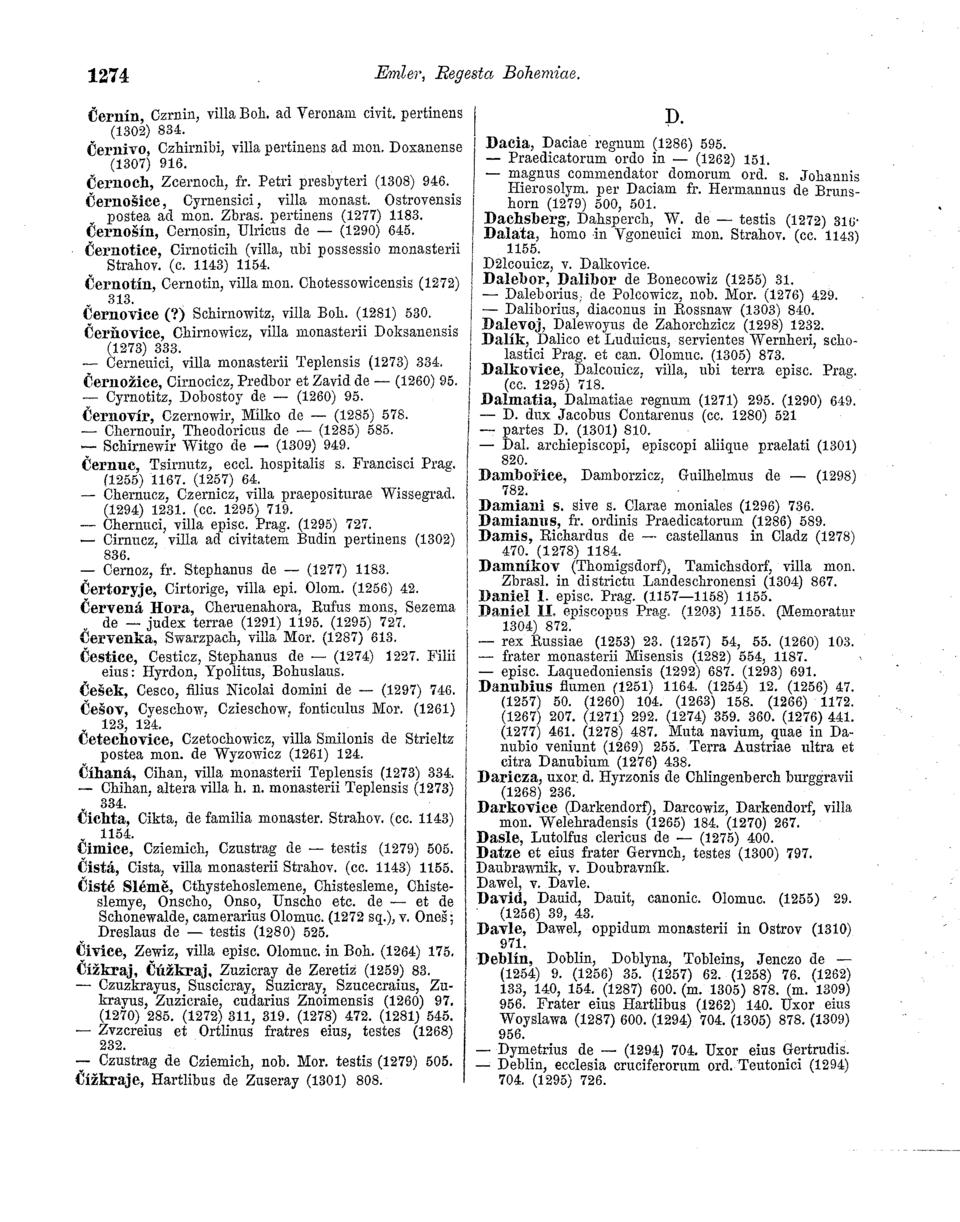 1274
Emler, Regesta Bohemiae.
Černín, Czrnin, villa Boh. ad Veronam civit. pertinens
(1302) 834.
Černivo, Czhirnibi, villa pertinens ad mon. Doxanense
(1307) 916.
Černoch, Zcernoch, fr. Petri presbyteri (1308) 946.
Černošice, Cyrnensici, villa monast. Ostrovensis
postea ad mon. Zbras. pertinens (1277) 1183.
Černošín, Cernosin, Ulricus de — (1290) 645.
Černotice, Cirnoticih (villa, ubi possessio monasterii
Strahov. (c. 1143) 1154.
Černotín, Cernotin, villa mon. Chotessowicensis (1272)
313.
Černovice (?) Schirnowitz, villa Boh. (1281) 530.
Čerňovice, Chirnowicz, villa monasterii Doksanensis
(1273) 333.
— Cerneuici, villa monasterii Teplensis (1273) 334.
Černožice, Cirnocicz, Predbor et Zavid de — (1260) 95.
— Cyrnotitz, Dobostoy de — (1260) 95.
Černovír, Czernowir, Milko de — (1285) 578.
— Chernouir, Theodoricus de — (1285) 585.
— Schirnewir Witgo de — (1309) 949.
Černuc, Tsirnutz, eccl. hospitalis s. Francisci Prag.
(1255) 1167. (1257) 64.
— Chernucz, Czernicz, villa praepositurae Wissegrad.
(1294) 1231. (cc. 1295) 719.
— Chernuci, villa episc. Prag. (1295) 727.
— Cirnucz, villa ad civitatem Budin pertinens (1302)
836.
— Cernoz, fr. Stephanus de — (1277) 1183.
Čertoryje, Cirtorige, villa epi. Olom. (1256) 42.
Červená Hora, Cheruenahora, Rufus mons, Sezema
de — judex terrae (1291) 1195. (1295) 727.
Červenka, Swarzpach, villa Mor. (1287) 613.
Čestice, Cesticz, Stephanus de — (1274) 1227. Filii
eius: Hyrdon, Ypolitus, Bohuslaus.
Češek, Cesco, filius Nicolai domini de — (1297) 746.
Češov, Cyeschow, Czieschow, fonticulus Mor. (1261)
123, 124.
Četechovice, Czetochowicz, villa Smilonis de Strieltz
postea mon. de Wyzowicz (1261) 124.
Číhaná, Cihan, villa monasterii Teplensis (1273) 334.
— Chihan, altera villa h. n. monasterii Teplensis (1273)
334.
Čichta, Cikta, de familia monaster. Strahov. (cc. 1143)
1154.
Čimice, Cziemich, Czustrag de — testis (1279) 505.
Čistá, Cista, villa monasterii Strahov. (cc. 1143) 1155.
Čisté Slémě, Cthystehoslemene, Chistesleme, Chiste-
slemye, Onscho, Onso, Unscho etc. de — et de
Schonewalde, camerarius Olomuc. (1272 sq.), v. Oneš;
Dreslaus de — testis (1280) 525.
Čivice, Zewiz, villa episc. Olomuc. in Boh. (1264) 175.
Čížkraj, Čúžkraj, Zuzicray de Zeretiz (1259) 83.
— Czuzkrayus, Suscicray, Suzicray, Szucecraius, Zu-
krayus, Zuzicraie, cudarius Znoimensis (1260) 97.
(1270) 285. (1272) 311, 319. (1278) 472. (1281) 545.
— Zvzcreius et Ortlinus fratres eius, testes (1268)
232.
— Czustrag de Cziemich, nob. Mor. testis (1279) 505.
Čížkraje, Hartlibus de Zuseray (1301) 808.
D.
Dacia, Daciae regnum (1286) 595.
— Praedicatorum ordo in — (1262) 151.
— magnus commendator domorum ord. s. Johannis
Hierosolym. per Daciam fr. Hermannus de Bruns-
horn (1279) 500, 501.
Dachsberg, Dahsperch, W. de — testis (1272) 316.
Dalata, homo in Vgoneuici mon. Strahov. (cc. 1143)
1155.
D2lcouicz, v. Dalkovice.
Dalebor, Dalibor de Bonecowiz (1255) 31.
— Daleborius, de Polcowicz, nob. Mor. (1276) 429.
— Daliborius, diaconus in Rossnaw (1303) 840.
Dalevoj, Dalewoyus de Zahorchzicz (1298) 1232.
Dalík, Dalico et Luduicus, servientes Wernheri, scho-
lastici Prag. et can. Olomuc. (1305) 873.
Dalkovice, Dalcouicz, villa, ubi terra episc. Prag.
(cc. 1295) 718.
Dalmatia, Dalmatiae regnum (1271) 295. (1290) 649.
— D. dux Jacobus Contarenus (cc. 1280) 521
— partes D. (1301) 810.
— Dal. archiepiscopi, episcopi aliique praelati (1301)
820.
Dambořice, Damborzicz, Guilhelmus de — (1298)
782.
Damiani s. sive s. Clarae moniales (1296) 736.
Damianus, fr. ordinis Praedicatorum (1286) 589.
Damis, Richardus de — castellanus in Cladz (1278)
470. (1278) 1184.
Damníkov (Thomigsdorf), Tamichsdorf, villa mon.
Zbrasl. in districtu Landeschronensi (1304) 867.
Daniel I. episc. Prag. (1157—1158) 1155.
Daniel II. episcopus Prag. (1203) 1155. (Memoratur
1304) 872.
— rex Russiae (1253) 23. (1257) 54, 55. (1260) 103.
— frater monasterii Misensis (1282) 554, 1187.
— episc. Laquedoniensis (1292) 687. (1293) 691.
Danubius flumen (1251) 1164. (1254) 12. (1256) 47.
(1257) 50. (1260) 104. (1263) 158. (1266) 1172.
(1267) 207. (1271) 292. (1274) 359. 360. (1276) 441.
(1277) 461. (1278) 487. Muta navium, quae in Da-
nubio veniunt (1269) 255. Terra Austriae ultra et
citra Danubium (1276) 438.
Daricza, uxor d. Hyrzonis de Chlingenberch burggravii
(1268) 236.
Darkovice (Darkendorf), Darcowiz, Darkendorf, villa
mon. Welehradensis (1265) 184. (1270) 267.
Dasle, Lutolfus clericus de — (1275) 400.
Datze et eius frater Gervnch, testes (1300) 797.
Daubrawnik, v. Doubravník.
Dawel, v. Davle.
David, Dauid, Dauit, canonic. Olomuc. (1255) 29.
(1256) 39, 43.
Davle, Dawel, oppidum monasterii in Ostrov (1310)
971.
Deblín, Doblin, Doblyna, Tobleins, Jenczo de —
(1254) 9. (1256) 35. (1257) 62. (1258) 76. (1262)
133, 140, 154. (1287) 600. (m. 1305) 878. (m. 1309)
956. Frater eius Hartlibus (1262) 140. Uxor eius
Woyslawa (1287) 600. (1294) 704. (1305) 878. (1309)
956.
— Dymetrius de — (1294) 704. Uxor eius Gertrudis.
— Deblin, ecclesia cruciferorum ord. Teutonici (1294)
704. (1295) 726.